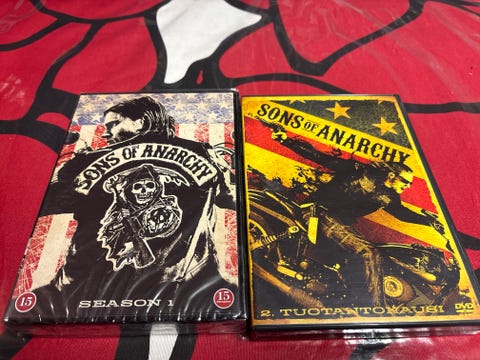 SONS OF ANARCHY
15
SEASON 1
15
SONS OF ANARCHY
2. TUOTANTOKAUSI
DVD